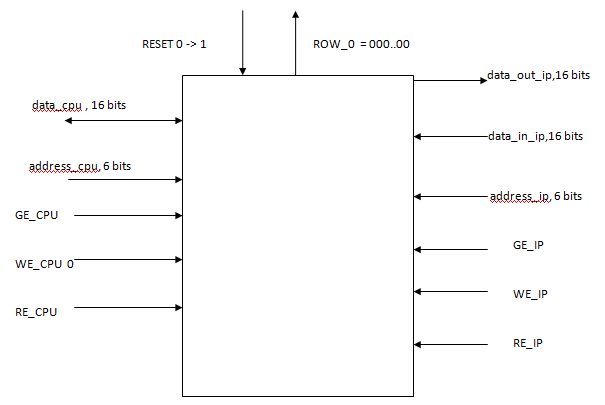 RESET 0 -> 1
ROW_0 = 000..00
data_out_ip,16 bits
data_cpu , 16 bits
data_in_ip,16 bits
address_cpu, 6 bits
address_ip, 6 bits
GE_CPU
GE_IP
WE_CPU 0
WE_IP
RE_CPU
RE_IP